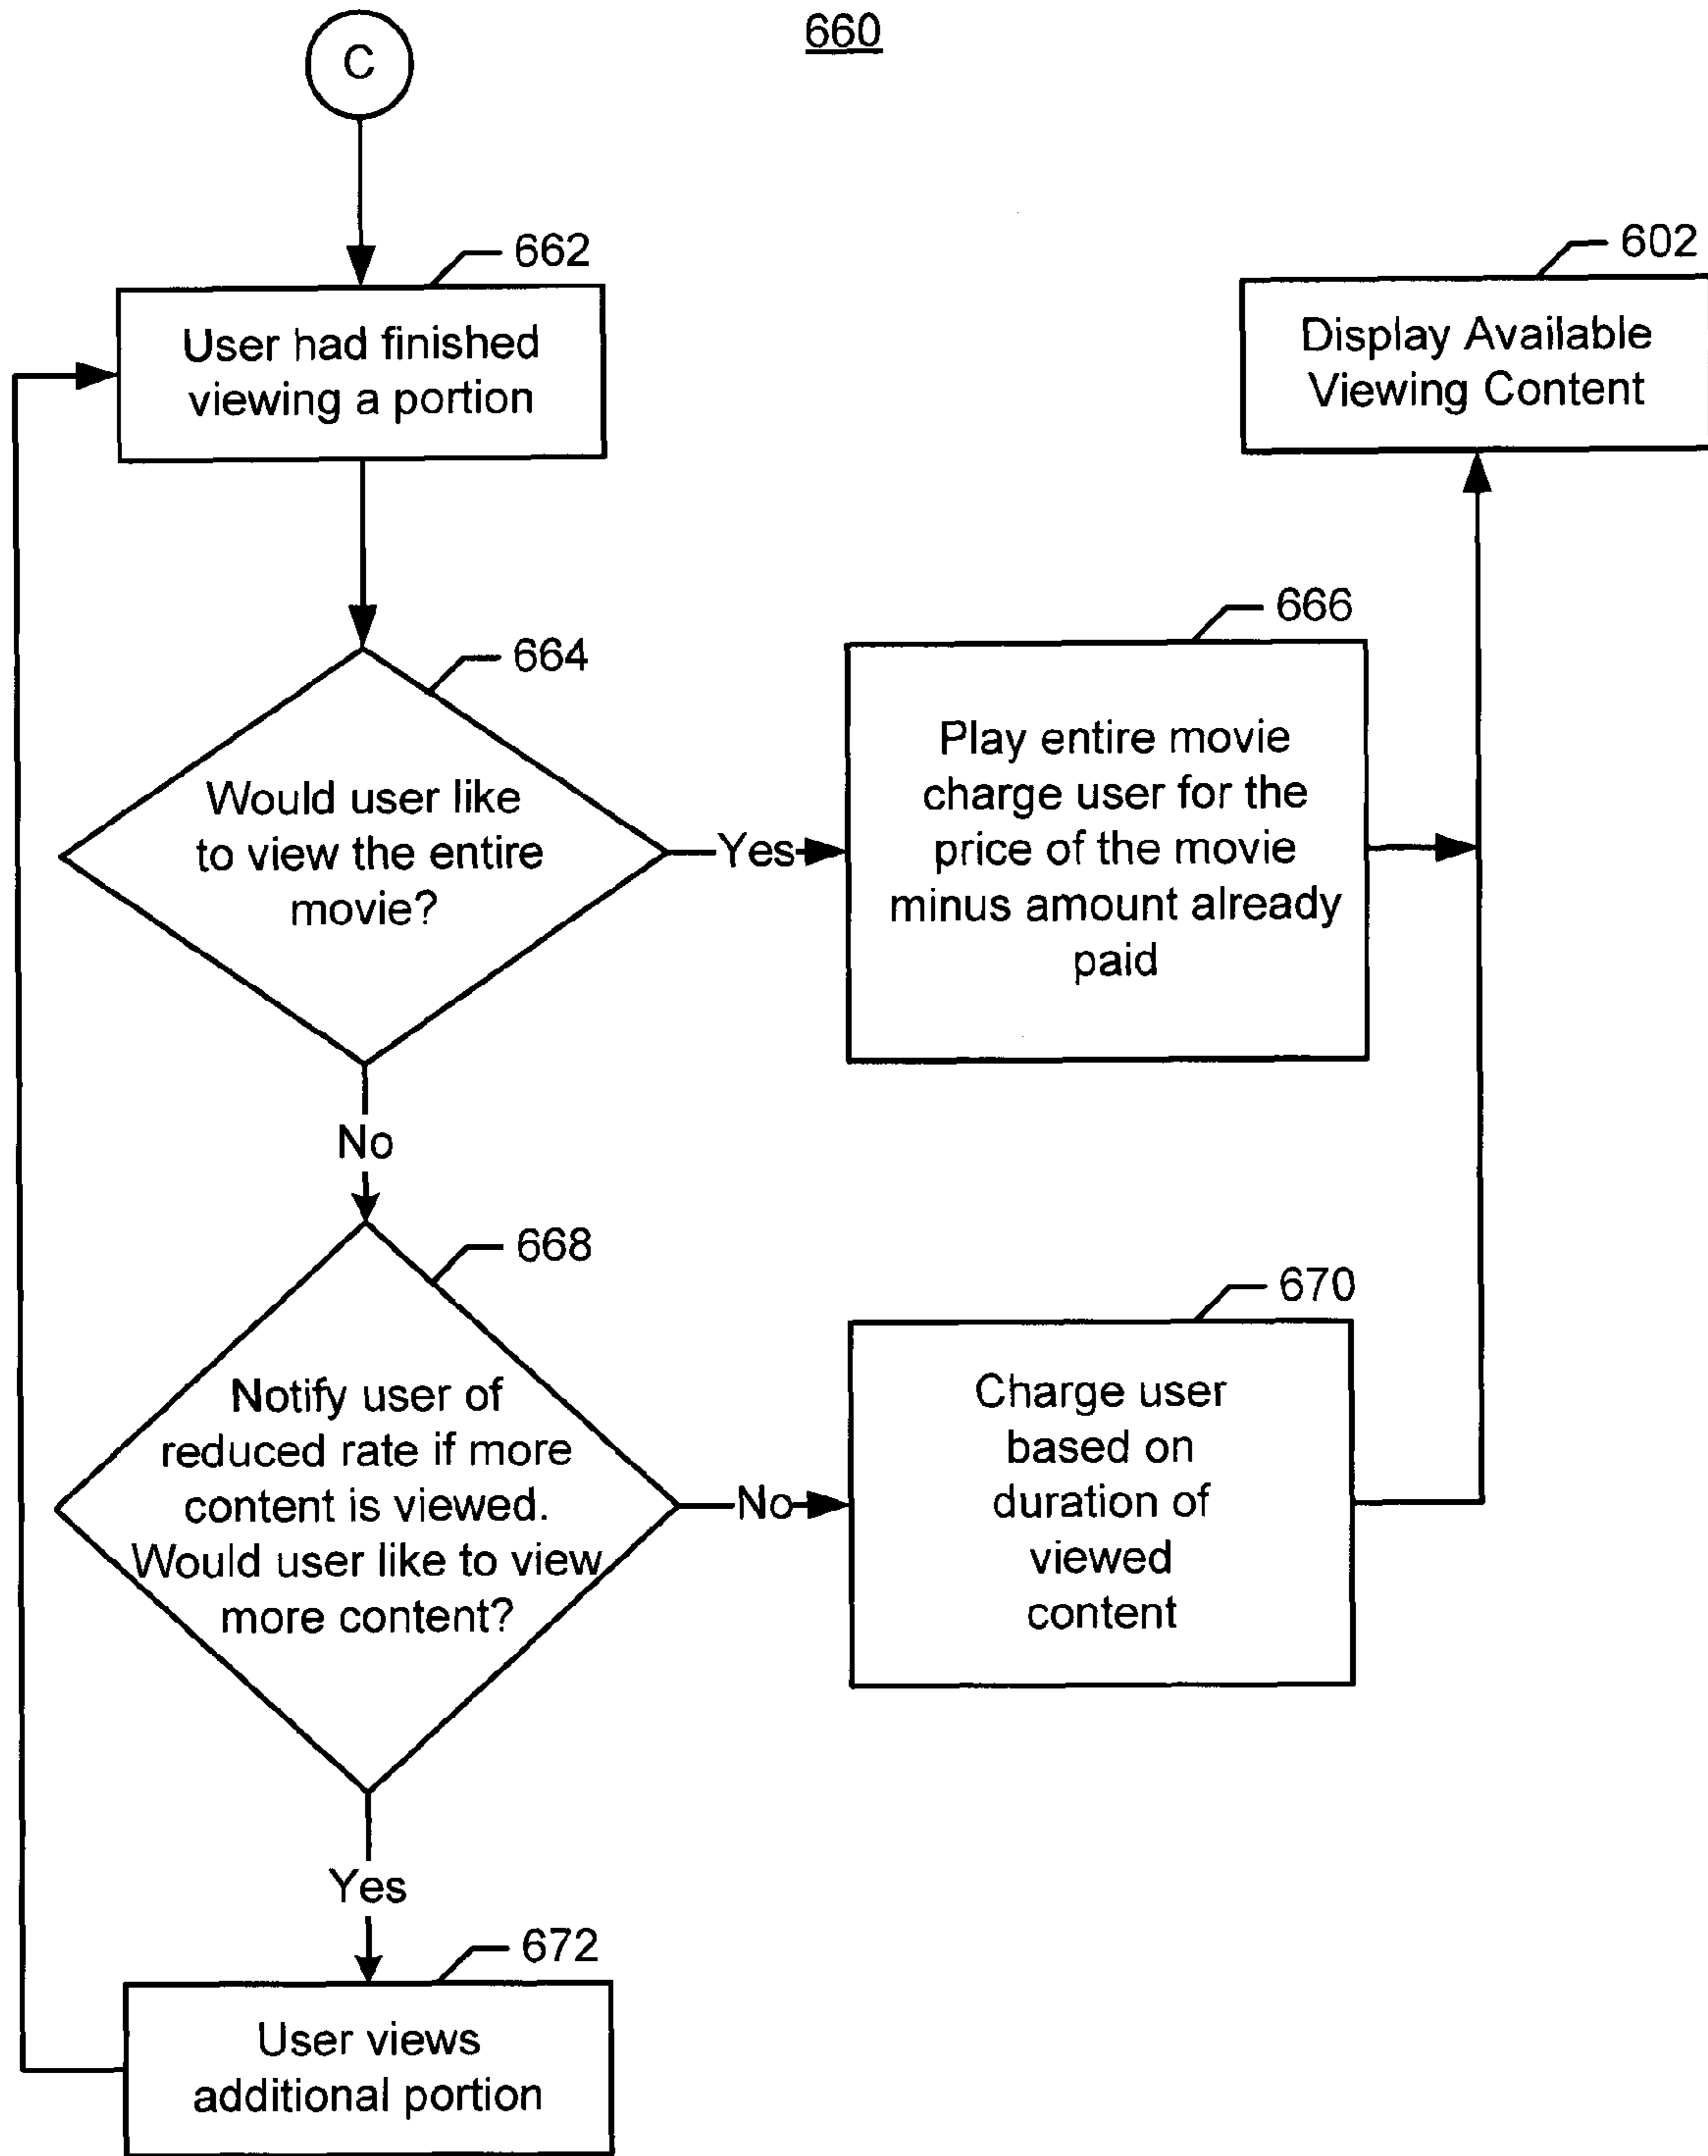 C
660
662
User had finished
viewing a portion
602
Display Available
Viewing Content
664
Would user like
to view the entire
movie?
Yes
666
Play entire movie
charge user for the
price of the movie
minus amount already
paid
No
668
Notify user of
reduced rate if more
content is viewed.
Would user like to view
more content?
No
670
Charge user
based on
duration of
viewed
content
Yes
672
User views
additional portion